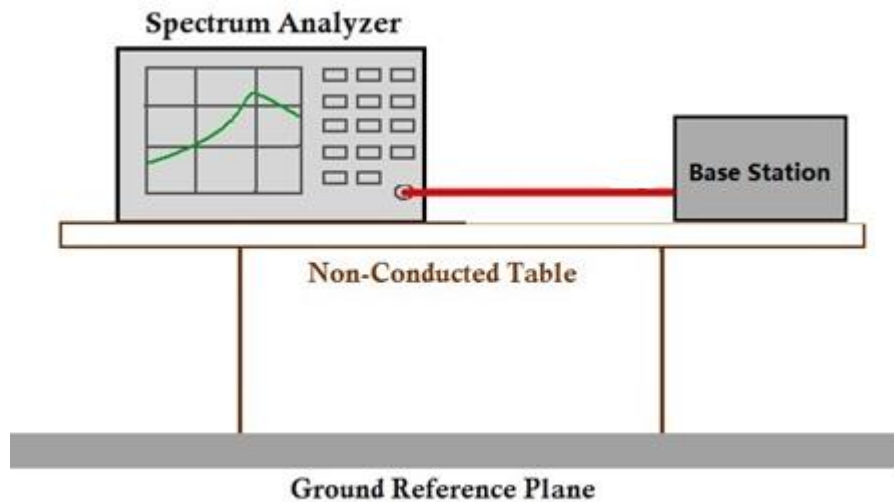 Spectrum Analyzer
Base Station
Non-Conducted Table
Ground Reference Plane